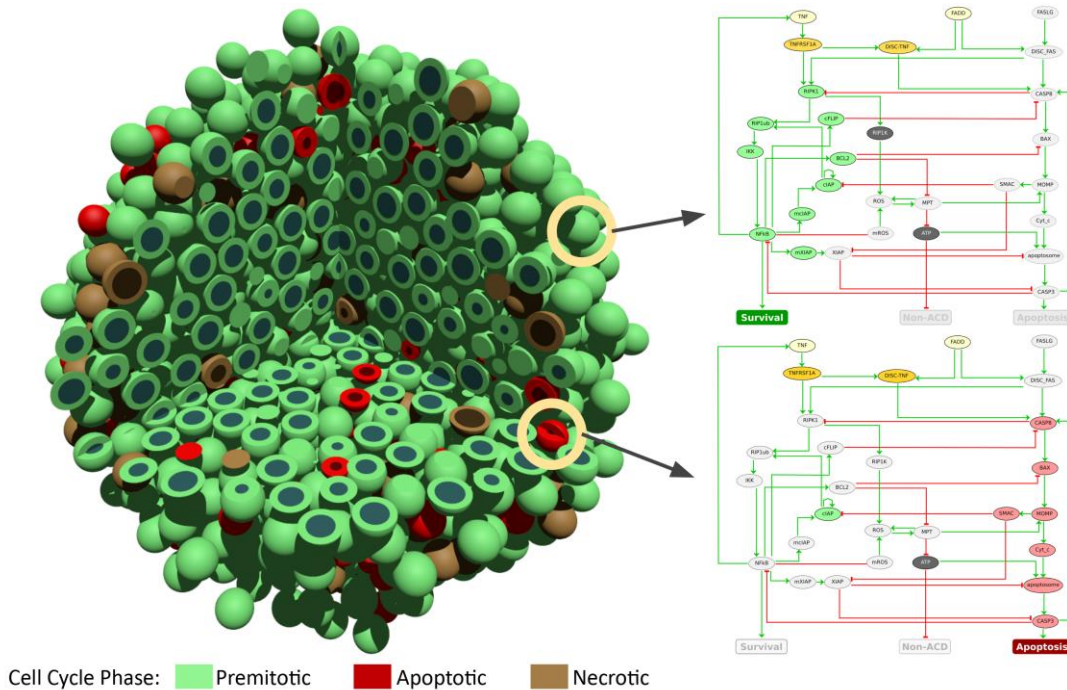 TNF
FADD
FASLG
TNFRSF1A
DISC-TNF
DISC_FAS
RIPK1
CASP8
RIP1ub
cFLIP
RIP1K
IKK
BCL2
BAX
cIAP
SMAC
MOMP
ROS
MPT
mcIAP
Cyt_c
NFkB
mROS
ATP
mXIAP
XIAP
apoptosome
CASP3
Survival
Non-ACD
Apoptosis
TNF
FADD
FASLG
TNFRSF1A
DISC-TNF
DISC_FAS
RIPK1
CASP8
RIP1ub
cFLIP
RIP1K
IKK
BCL2
BAX
cIAP
SMAC
MOMP
ROS
MPT
mcIAP
Cyt_c
NFkB
mROS
ATP
mXIAP
XIAP
apoptosome
CASP3
Survival
Non-ACD
Apoptosis
Cell Cycle Phase: Premitotic Apoptotic Necrotic